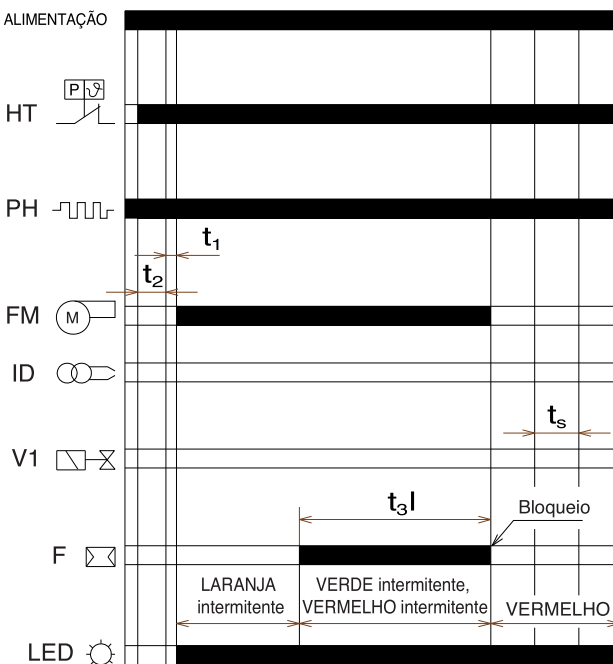 ALIMENTAÇÃO
P ϑ
HT
PH
t1
t2
FM M
ID
ts
V1
t3l
Bloqueio
F
LARANJA
intermitente
VERDE intermitente,
VERMELHO intermitente
VERMELHO
LED